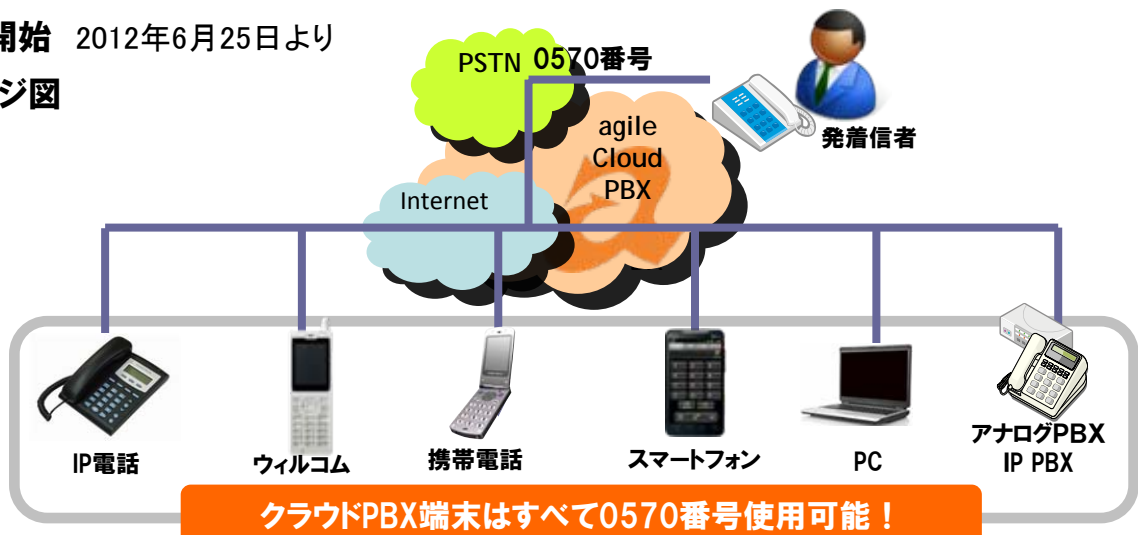 開始 2012年6月25日より
ジ図
PSTN 0570番号
agile
Cloud
PBX
発着信者
Internet
IP電話
ウィルコム
携帯電話
スマートフォン
PC
アナログPBX
IP PBX
クラウドPBX端末はすべて0570番号使用可能！